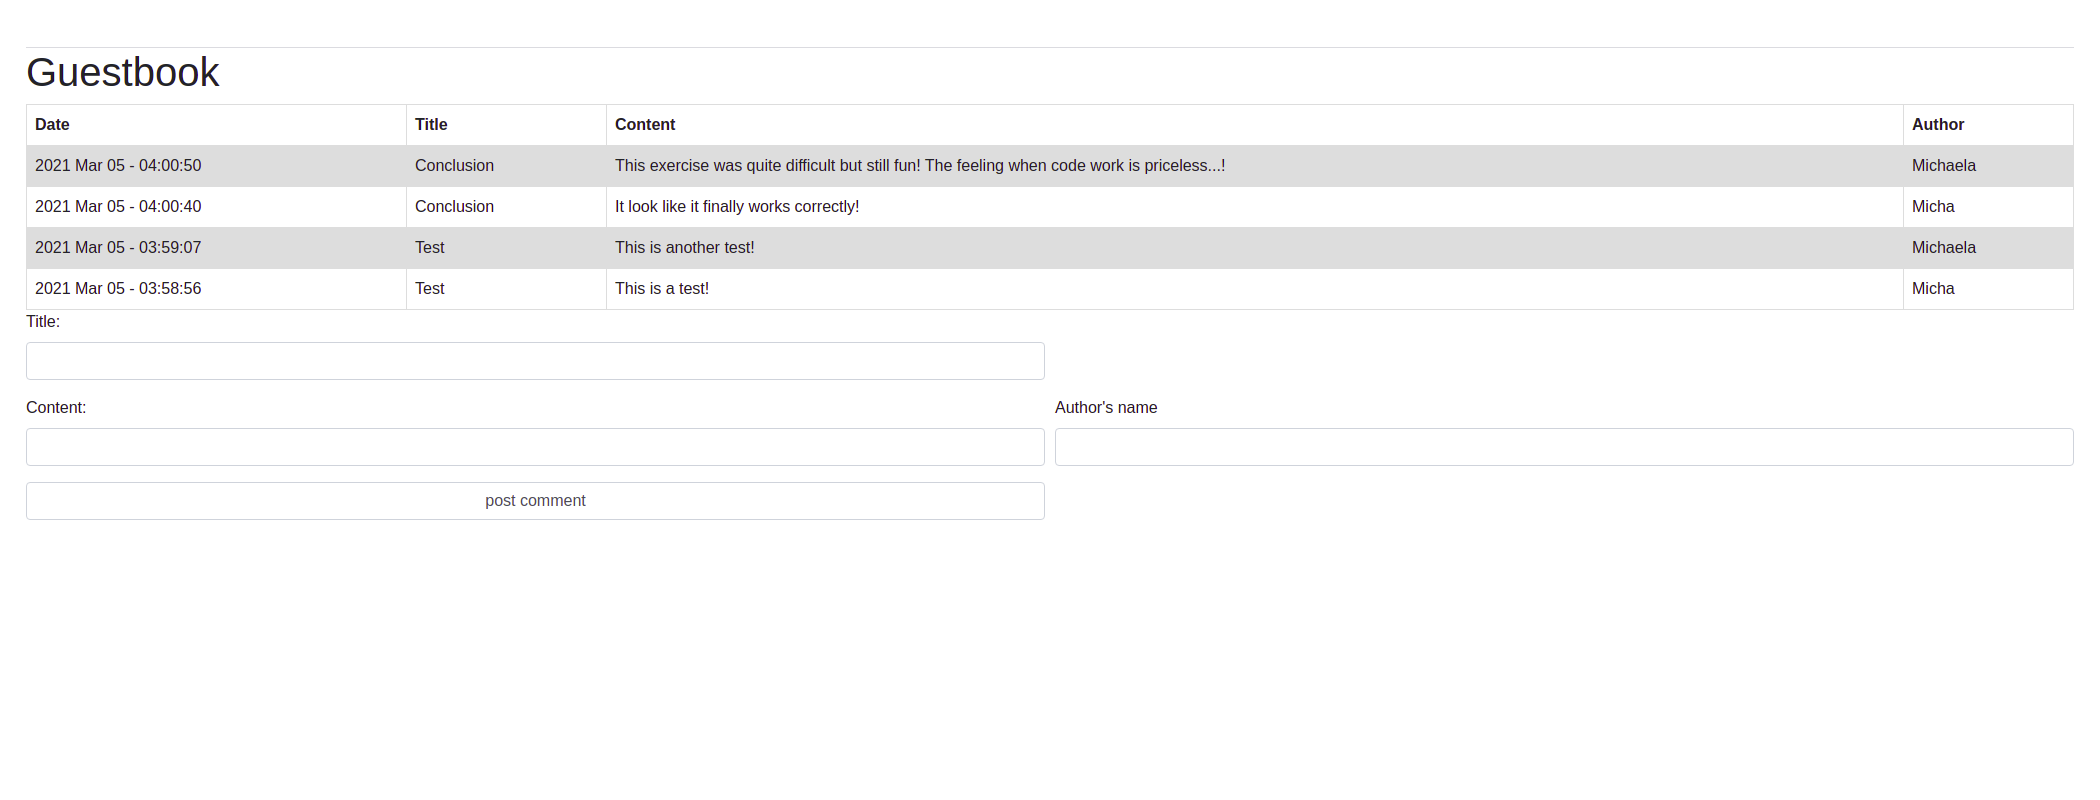 Guestbook
Date Title Content Author
2021 Mar 05 - 04:00:50 Conclusion This exercise was quite difficult but still fun! The feeling when code work is priceless...! Michaela
2021 Mar 05 - 04:00:40 Conclusion It look like it finally works correctly! Micha
2021 Mar 05 - 03:59:07 Test This is another test! Michaela
2021 Mar 05 - 03:58:56 Test This is a test! Micha
Title:
Content: Author's name
post comment